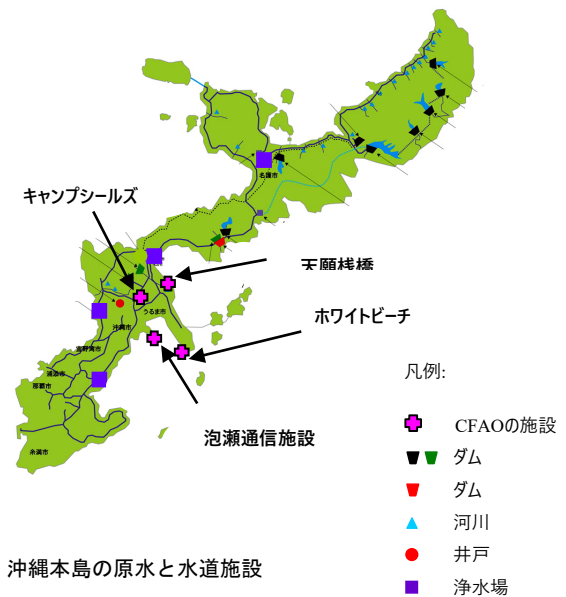 名護市
キャンプシールズ
天願桟橋
うるま市
ホワイトビーチ
沖縄市
宜野湾市
浦添市
那覇市
糸満市
泡瀬通信施設
凡例:
CFAOの施設
ダム
ダム
河川
井戸
浄水場
沖縄本島の原水と水道施設